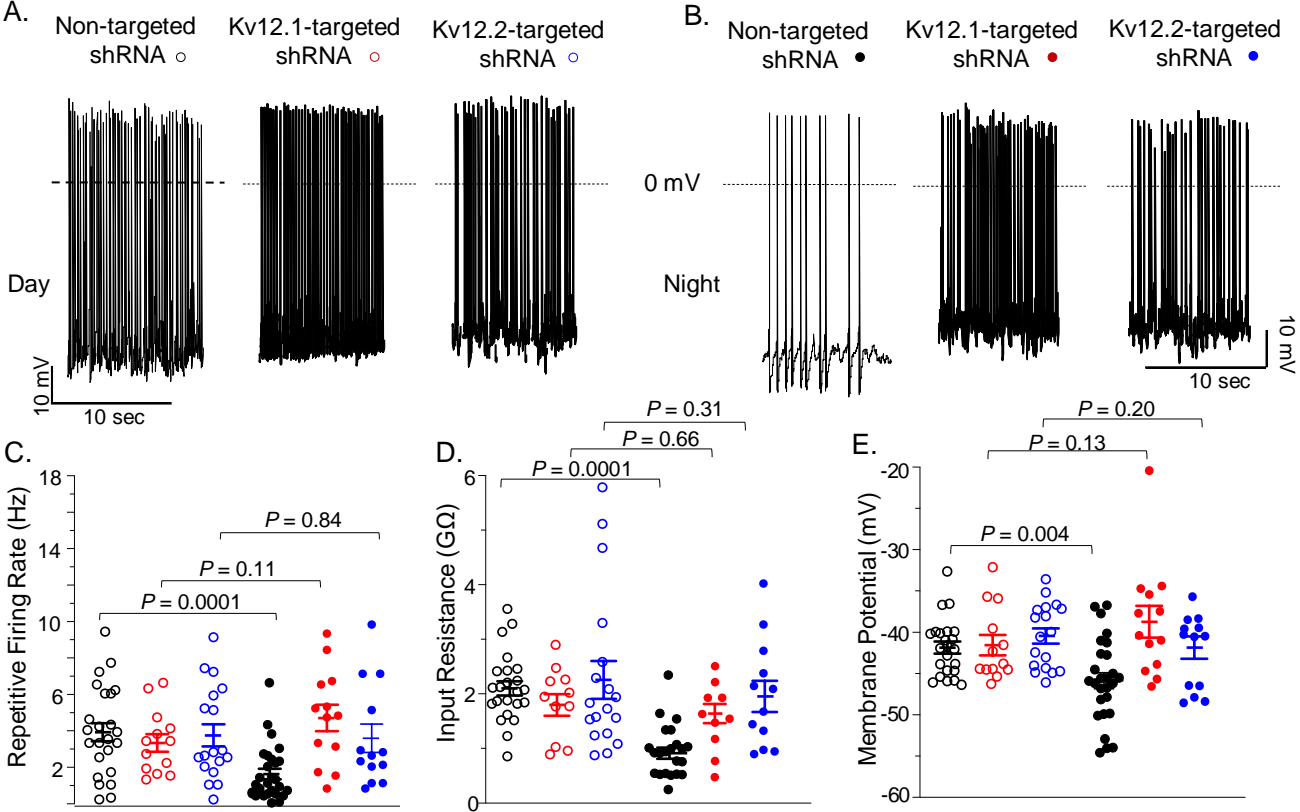 A.
Non-targeted
shRNA
Kv12.1-targeted
shRNA
Kv12.2-targeted
shRNA
Day
10 mV
10 sec
B.
Non-targeted
shRNA
Kv12.1-targeted
shRNA
Kv12.2-targeted
shRNA
0 mV
Night
10 mV
10 sec
C.
Repetitive Firing Rate (Hz)
18
14
10
6
2
P = 0.84
P = 0.11
P = 0.0001
D.
Input Resistance (GΩ)
6
4
2
0
P = 0.31
P = 0.66
P = 0.0001
E.
Membrane Potential (mV)
-20
-30
-40
-50
-60
P = 0.20
P = 0.13
P = 0.004